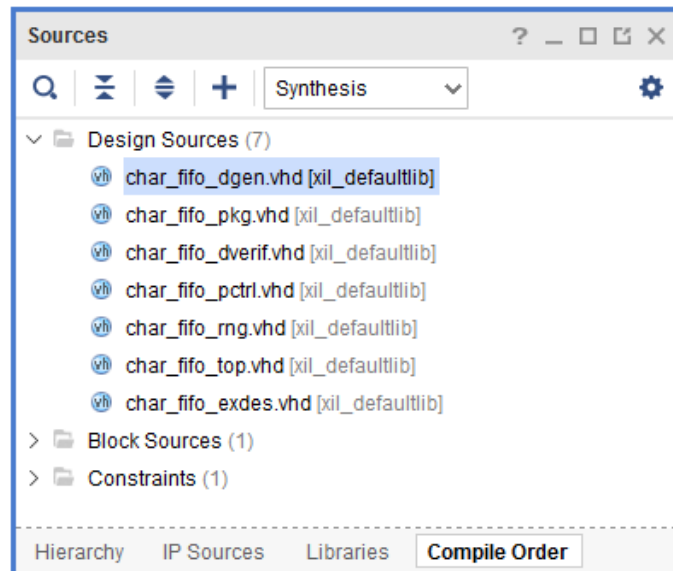 Sources
Synthesis
Design Sources (7)
char_fifo_dgen.vhd [xil_defaultlib]
char_fifo_pkg.vhd [xil_defaultlib]
char_fifo_dverif.vhd [xil_defaultlib]
char_fifo_pctrl.vhd [xil_defaultlib]
char_fifo_rng.vhd [xil_defaultlib]
char_fifo_top.vhd [xil_defaultlib]
char_fifo_exdes.vhd [xil_defaultlib]
Block Sources (1)
Constraints (1)
Hierarchy IP Sources Libraries Compile Order